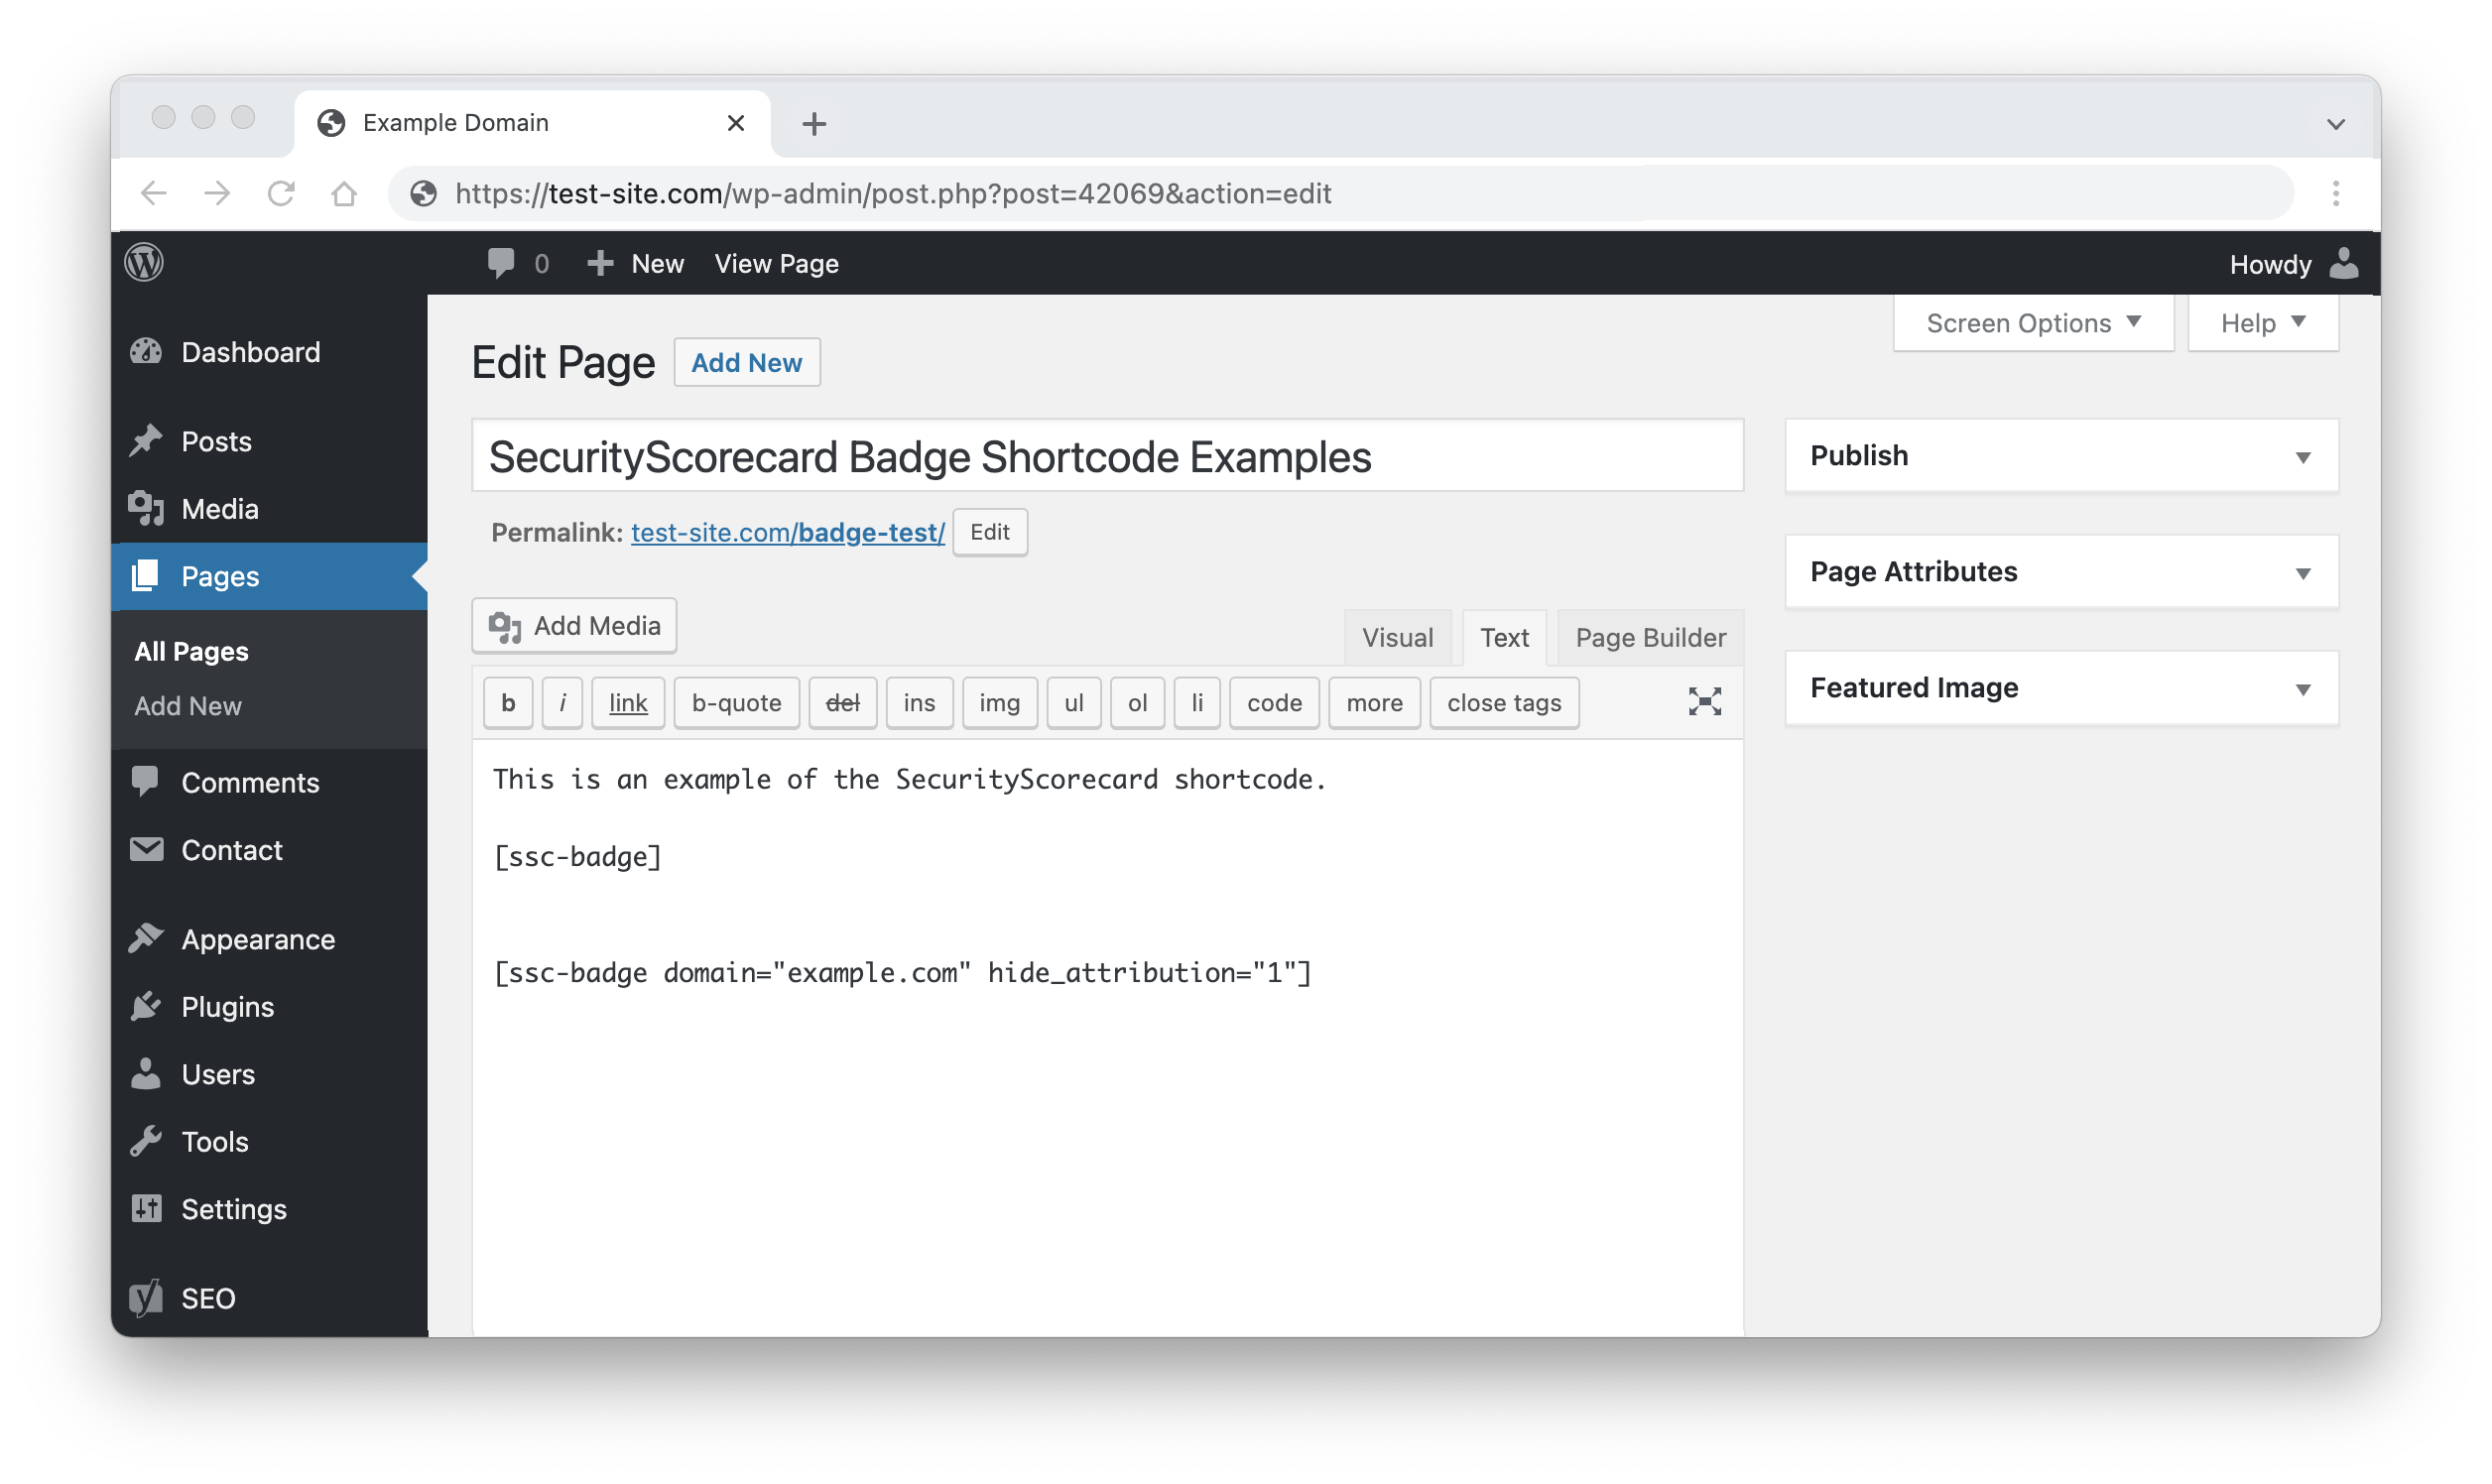 Example Domain
https://test-site.com/wp-admin/post.php?post=42069&action=edit
0 New View Page Howdy
Screen Options Help
Dashboard
Posts
Media
Pages
All Pages
Add New
Comments
Contact
Appearance
Plugins
Users
Tools
Settings
SEO
Edit Page Add New
SecurityScorecard Badge Shortcode Examples
Permalink: test-site.com/badge-test/ Edit
Add Media
Visual Text Page Builder
b i link b-quote del ins img ul ol li code more close tags
This is an example of the SecurityScorecard shortcode.
[ssc-badge]
[ssc-badge domain="example.com" hide_attribution="1"]
Publish
Page Attributes
Featured Image